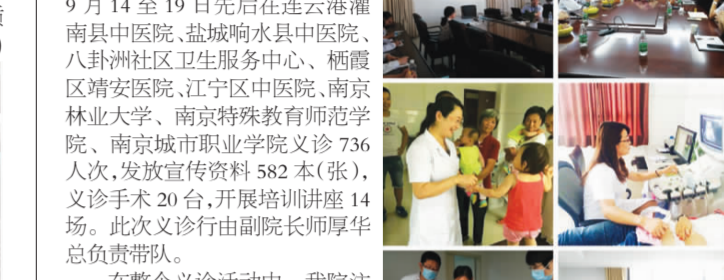 9月14至19日先后在连云港灌
南县中医院、盐城响水县中医院、
八卦洲社区卫生服务中心、栖霞
区靖安医院、江宁区中医院、南京
林业大学、南京特殊教育师范学
院、南京城市职业学院义诊 736
人次，发放宣传资料 582 本(张)，
义诊手术 20 台，开展培训讲座 14
场。此次义诊行由副院长师厚华
总负责带队。
在整个义诊活动中，我院